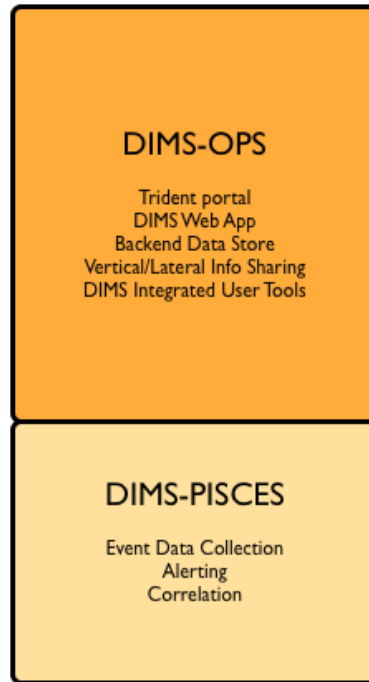 DIMS-OPS
Trident portal
DIMS Web App
Backend Data Store
Vertical/Lateral Info Sharing
DIMS Integrated User Tools
DIMS-PISCES
Event Data Collection
Alerting
Correlation